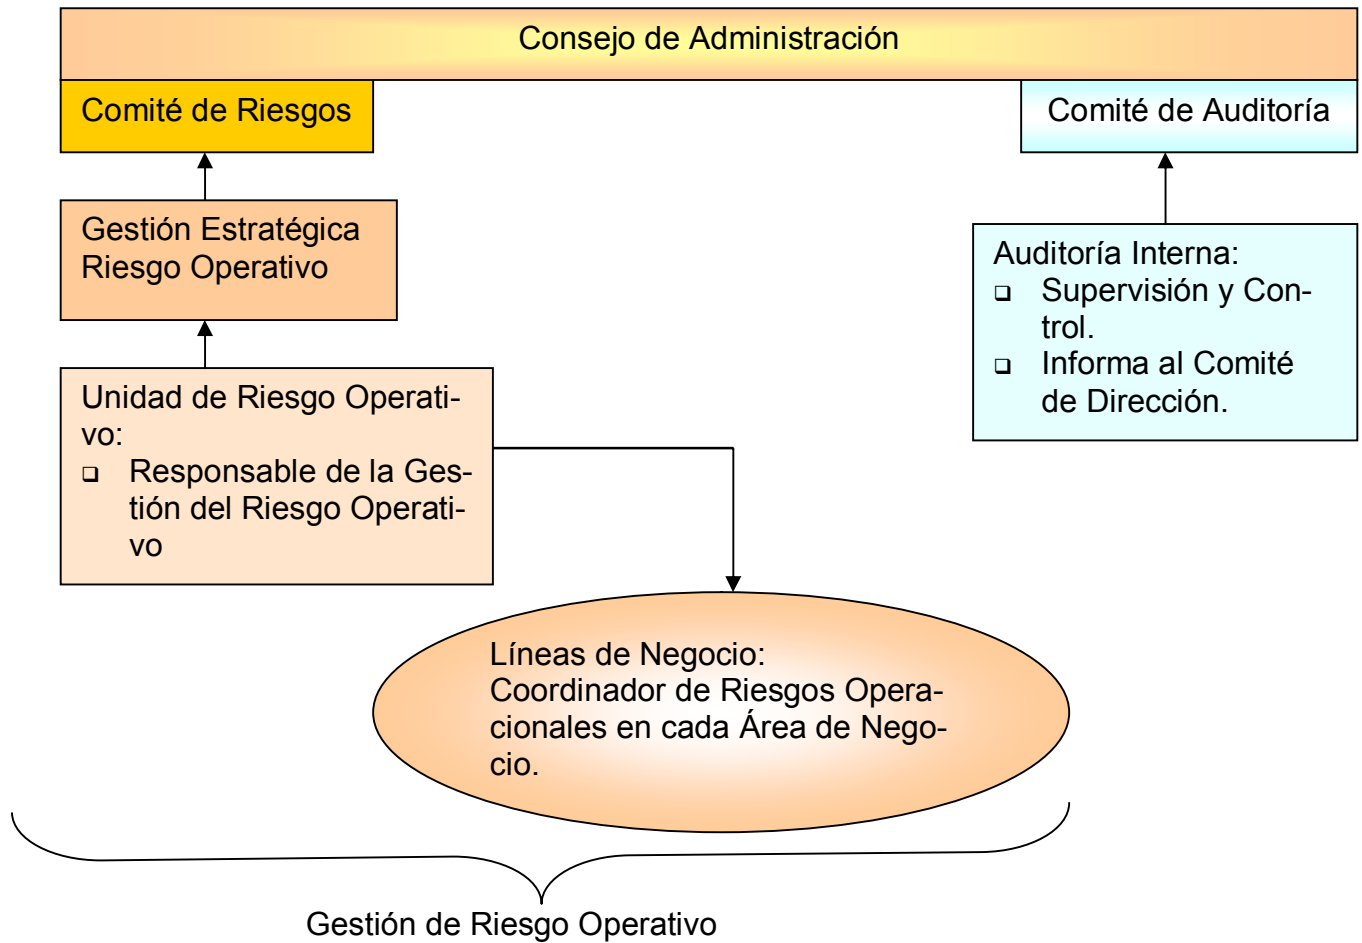 Consejo de Administración
Comité de Riesgos
Comité de Auditoría
Gestión Estratégica
Riesgo Operativo
Auditoría Interna:
❑ Supervisión y Con-
trol.
❑ Informa al Comité
de Dirección.
Unidad de Riesgo Operati-
vo:
❑ Responsable de la Ges-
tión del Riesgo Operati-
vo
Líneas de Negocio:
Coordinador de Riesgos Opera-
cionales en cada Área de Nego-
cio.
Gestión de Riesgo Operativo